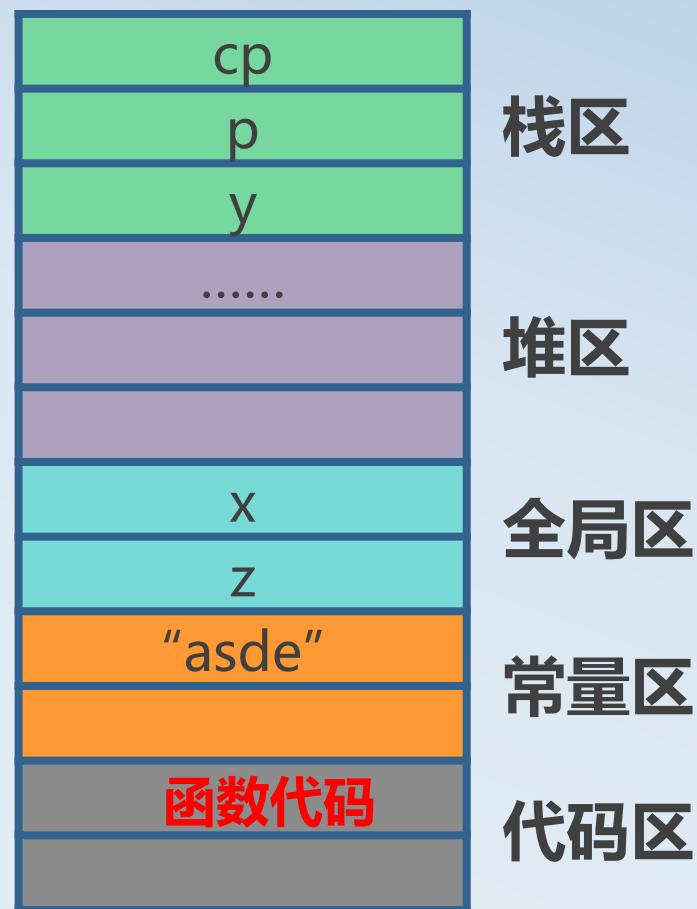 cp
p
栈区
y
......
堆区
x
全局区
z
“asde”
常量区
函数代码
代码区